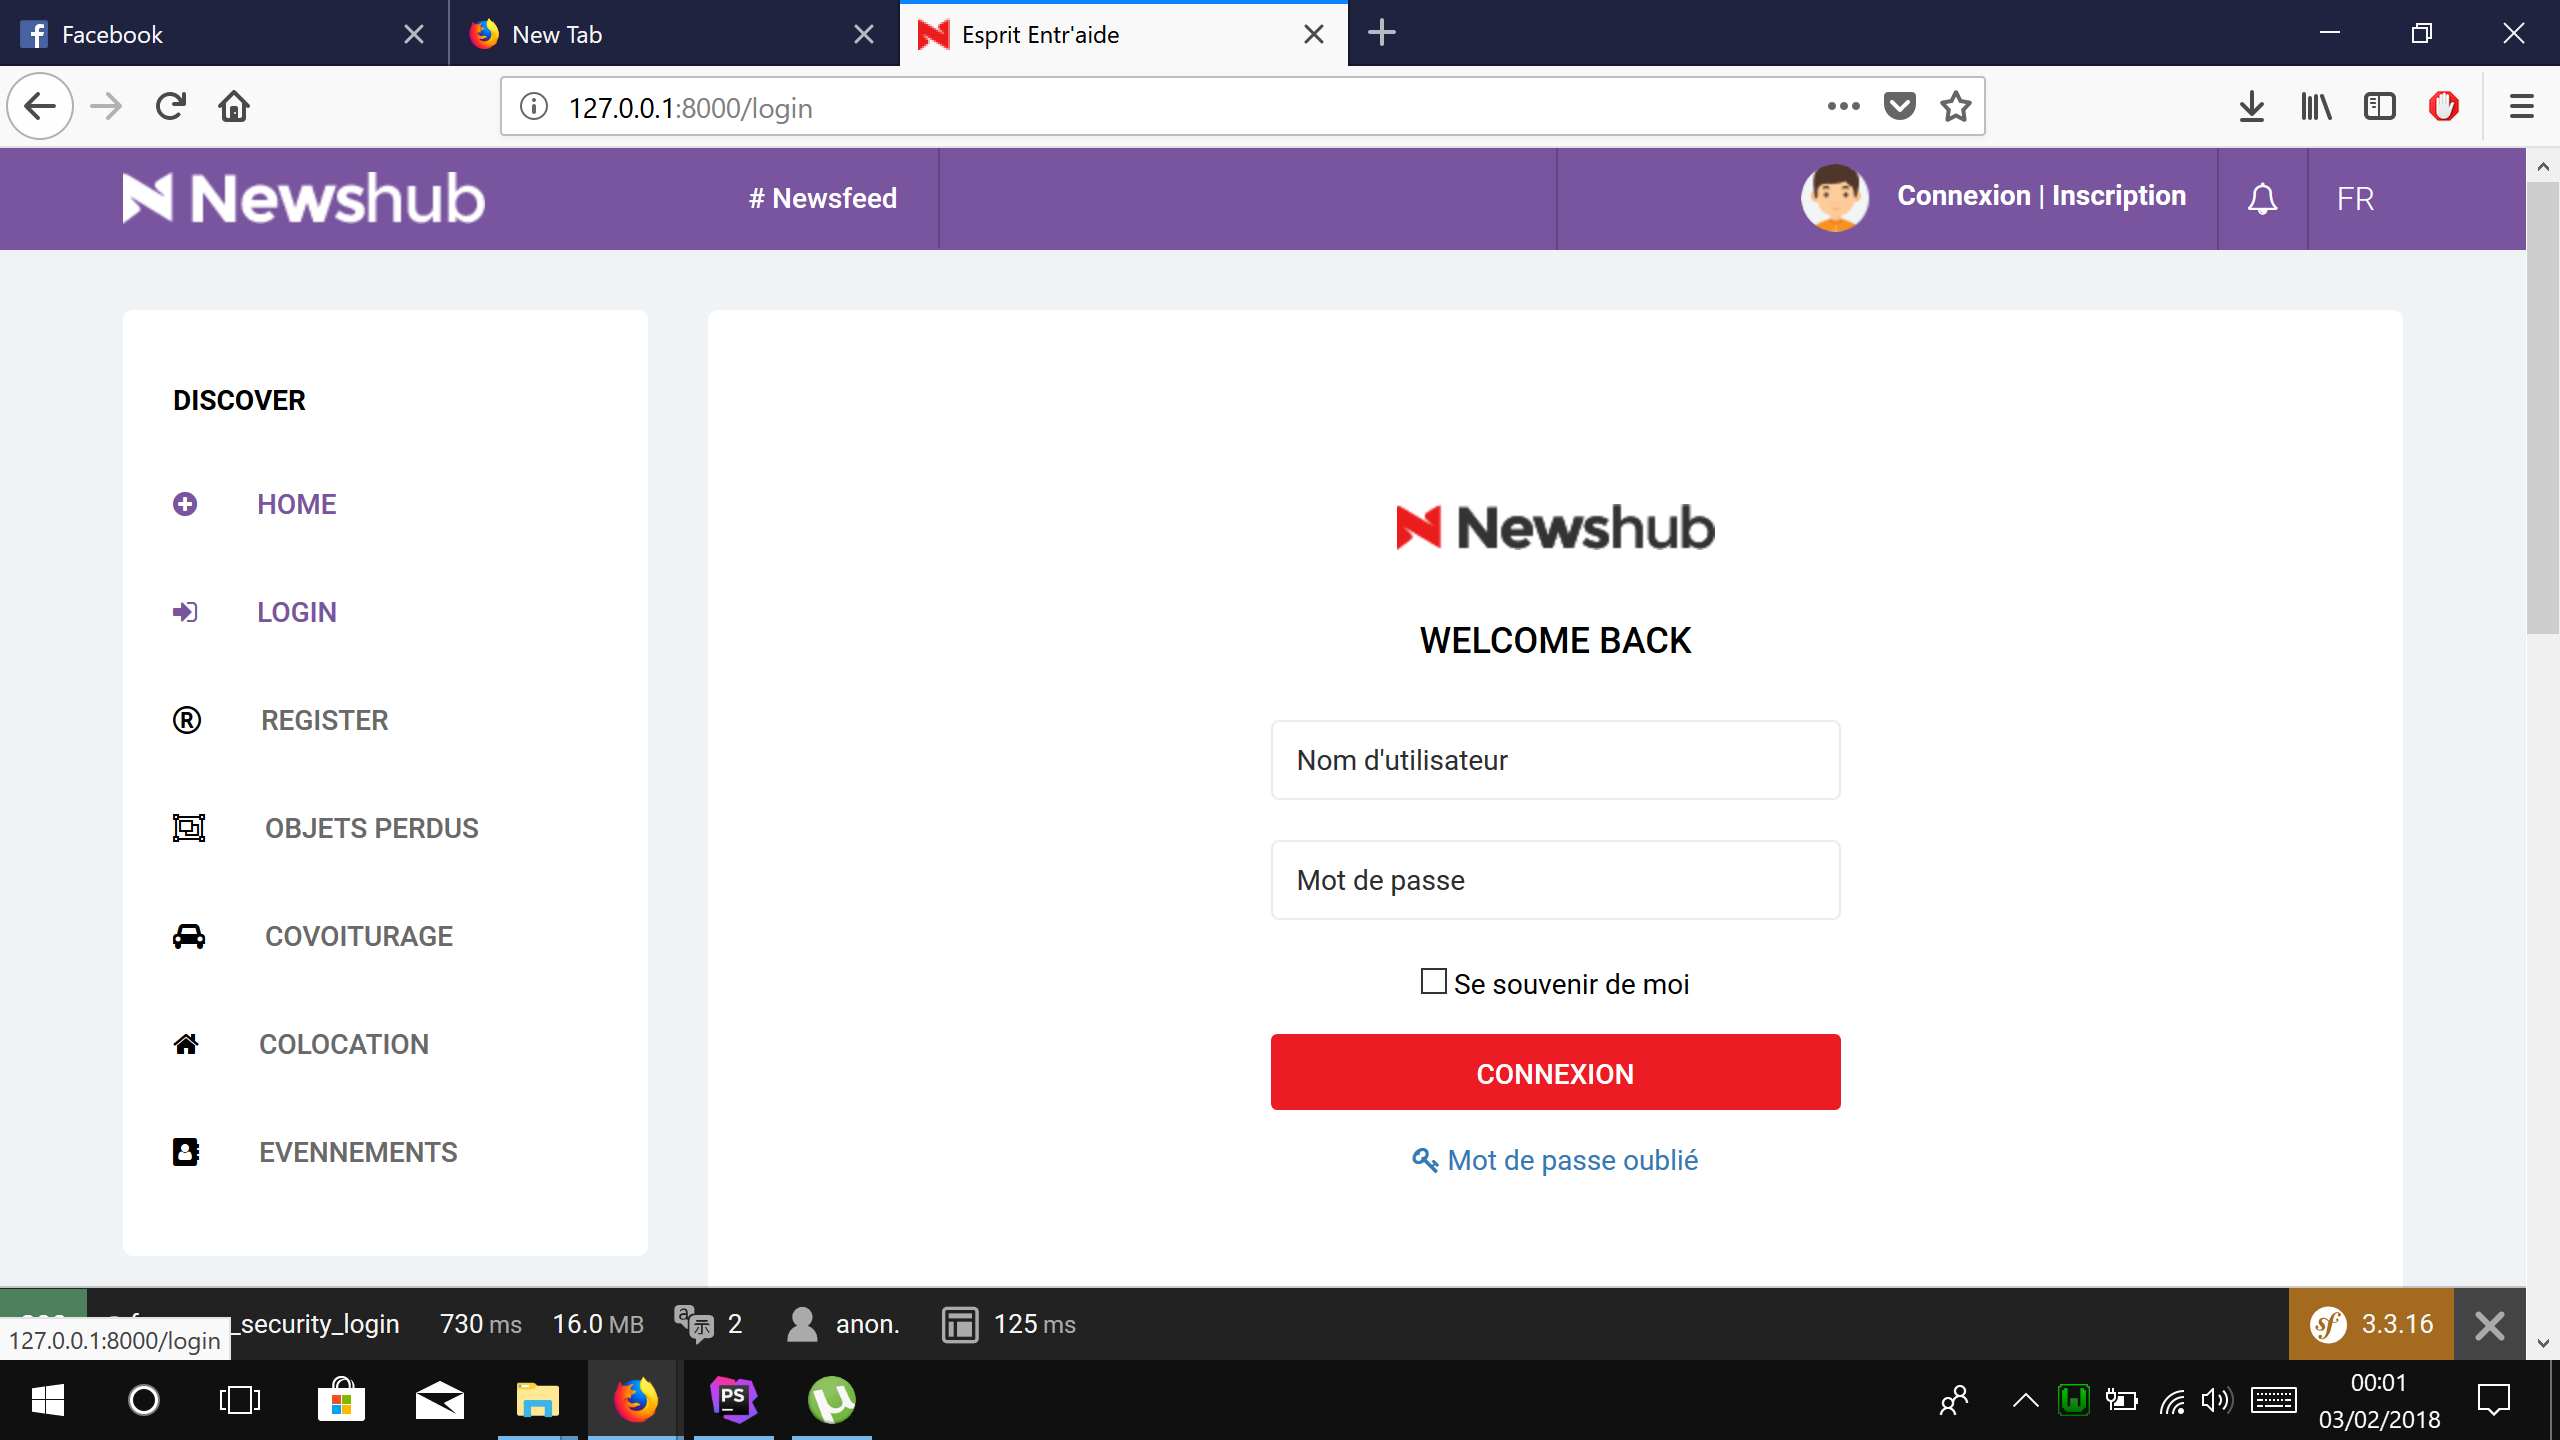 Facebook
New Tab
Esprit Entr'aide
127.0.0.1:8000/login
Newshub
# Newsfeed
Connexion | Inscription
FR
DISCOVER
HOME
LOGIN
REGISTER
OBJETS PERDUS
COVOITURAGE
COLOCATION
EVENNEMENTS
Newshub
WELCOME BACK
Nom d'utilisateur
Mot de passe
Se souvenir de moi
CONNEXION
Mot de passe oublié
_security_login
730 ms
16.0 MB
2
anon.
125 ms
sf 3.3.16
127.0.0.1:8000/login
PS
00:01
03/02/2018